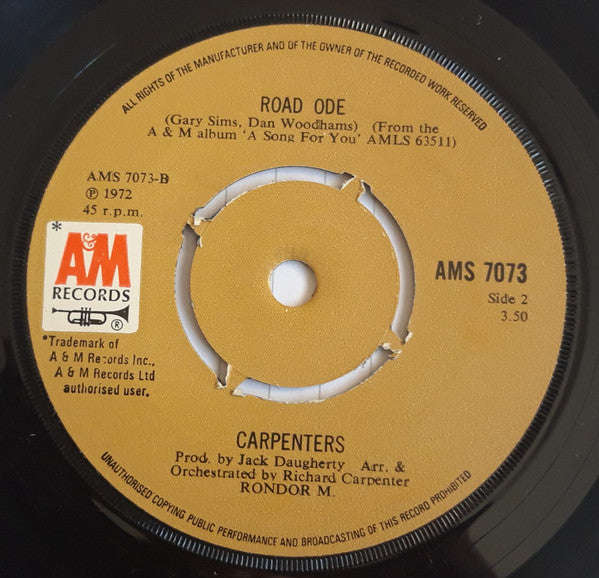 ALL RIGHTS OF THE MANUFACTURER AND OF THE OWNER OF THE RECORDED WORK RESERVED
ROAD ODE
(Gary Sims, Dan Woodhams) (From the
A & M album 'A Song For You' AMLS 63511)
AMS 7073-B
℗ 1972
45 r.p.m.
*
A&M
RECORDS
®
*Trademark of
A & M Records Inc.,
A & M Records Ltd
authorised user.
AMS 7073
Side 2
3.50
CARPENTERS
Prod. by Jack Daugherty Arr. &
Orchestrated by Richard Carpenter
RONDOR M.
UNAUTHORISED COPYING PUBLIC PERFORMANCE AND BROADCASTING OF THIS RECORD PROHIBITED